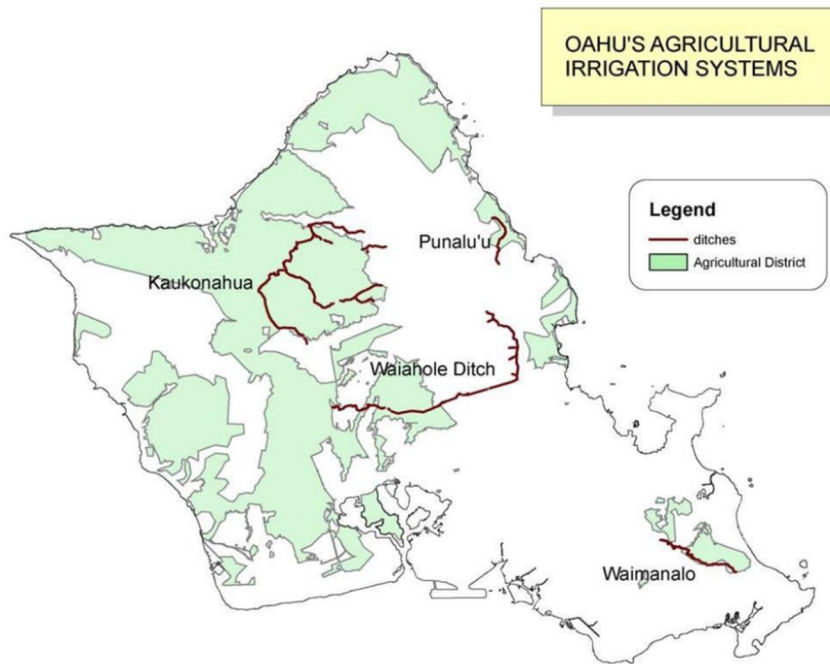 OAHU'S AGRICULTURAL
IRRIGATION SYSTEMS
Legend
ditches
Agricultural District
Punalu'u
Kaukonahua
Waiahole Ditch
Waimanalo